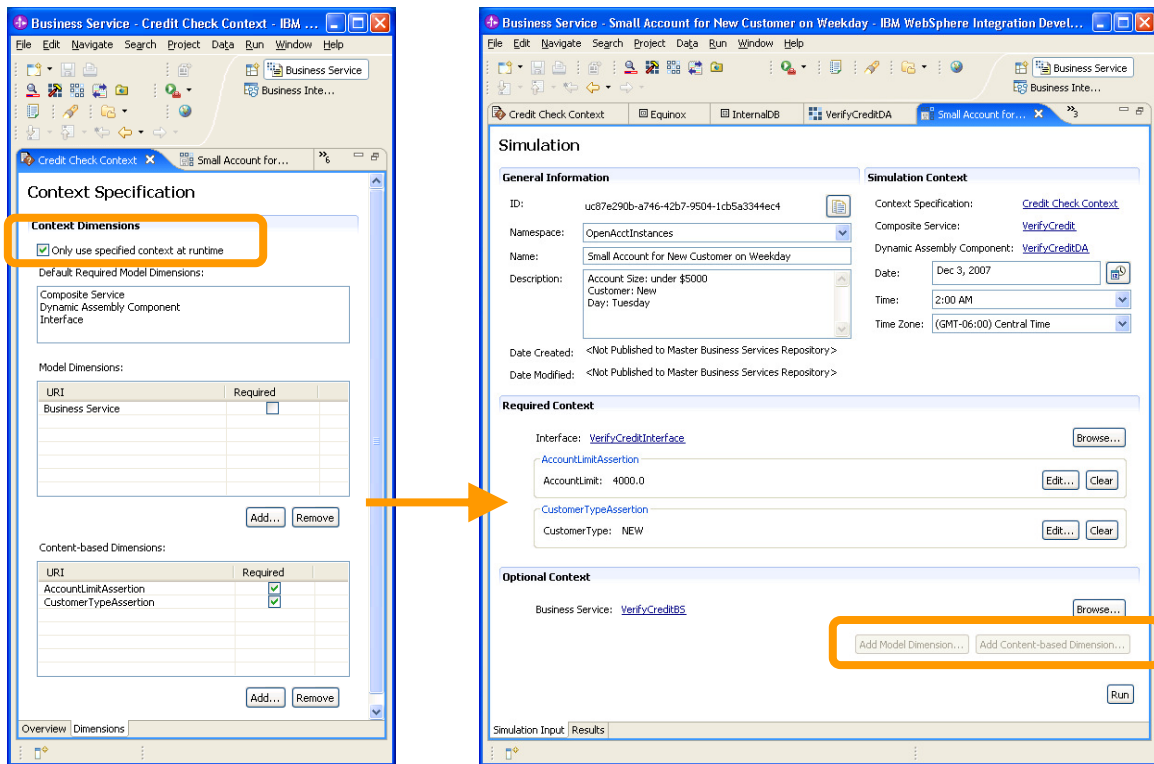 Business Service - Credit Check Context - IBM ...
File Edit Navigate Search Project Data Run Window Help
Business Service
Business Inte...
Credit Check Context
Small Account for...
6
Context Specification
Context Dimensions
Only use specified context at runtime
Default Required Model Dimensions:
Composite Service
Dynamic Assembly Component
Interface
Model Dimensions:
URI Required
Business Service
Add... Remove
Content-based Dimensions:
URI Required
AccountLimitAssertion
CustomerTypeAssertion
Add... Remove
Overview Dimensions
Business Service - Small Account for New Customer on Weekday - IBM WebSphere Integration Devel...
File Edit Navigate Search Project Data Run Window Help
Business Service
Business Inte...
Credit Check Context Equinox InternalDB VerifyCreditDA Small Account for... 3
Simulation
General Information
ID: uc87e290b-a746-42b7-9504-1cb5a3344ec4
Namespace: OpenAcctInstances
Name: Small Account for New Customer on Weekday
Description: Account Size: under $5000
Customer: New
Day: Tuesday
Date Created: <Not Published to Master Business Services Repository>
Date Modified: <Not Published to Master Business Services Repository>
Simulation Context
Context Specification: Credit Check Context
Composite Service: VerifyCredit
Dynamic Assembly Component: VerifyCreditDA
Date: Dec 3, 2007
Time: 2:00 AM
Time Zone: (GMT-06:00) Central Time
Required Context
Interface: VerifyCreditInterface Browse...
AccountLimitAssertion
AccountLimit: 4000.0 Edit... Clear
CustomerTypeAssertion
CustomerType: NEW Edit... Clear
Optional Context
Business Service: VerifyCreditBS Browse...
Add Model Dimension... Add Content-based Dimension...
Run
Simulation Input Results